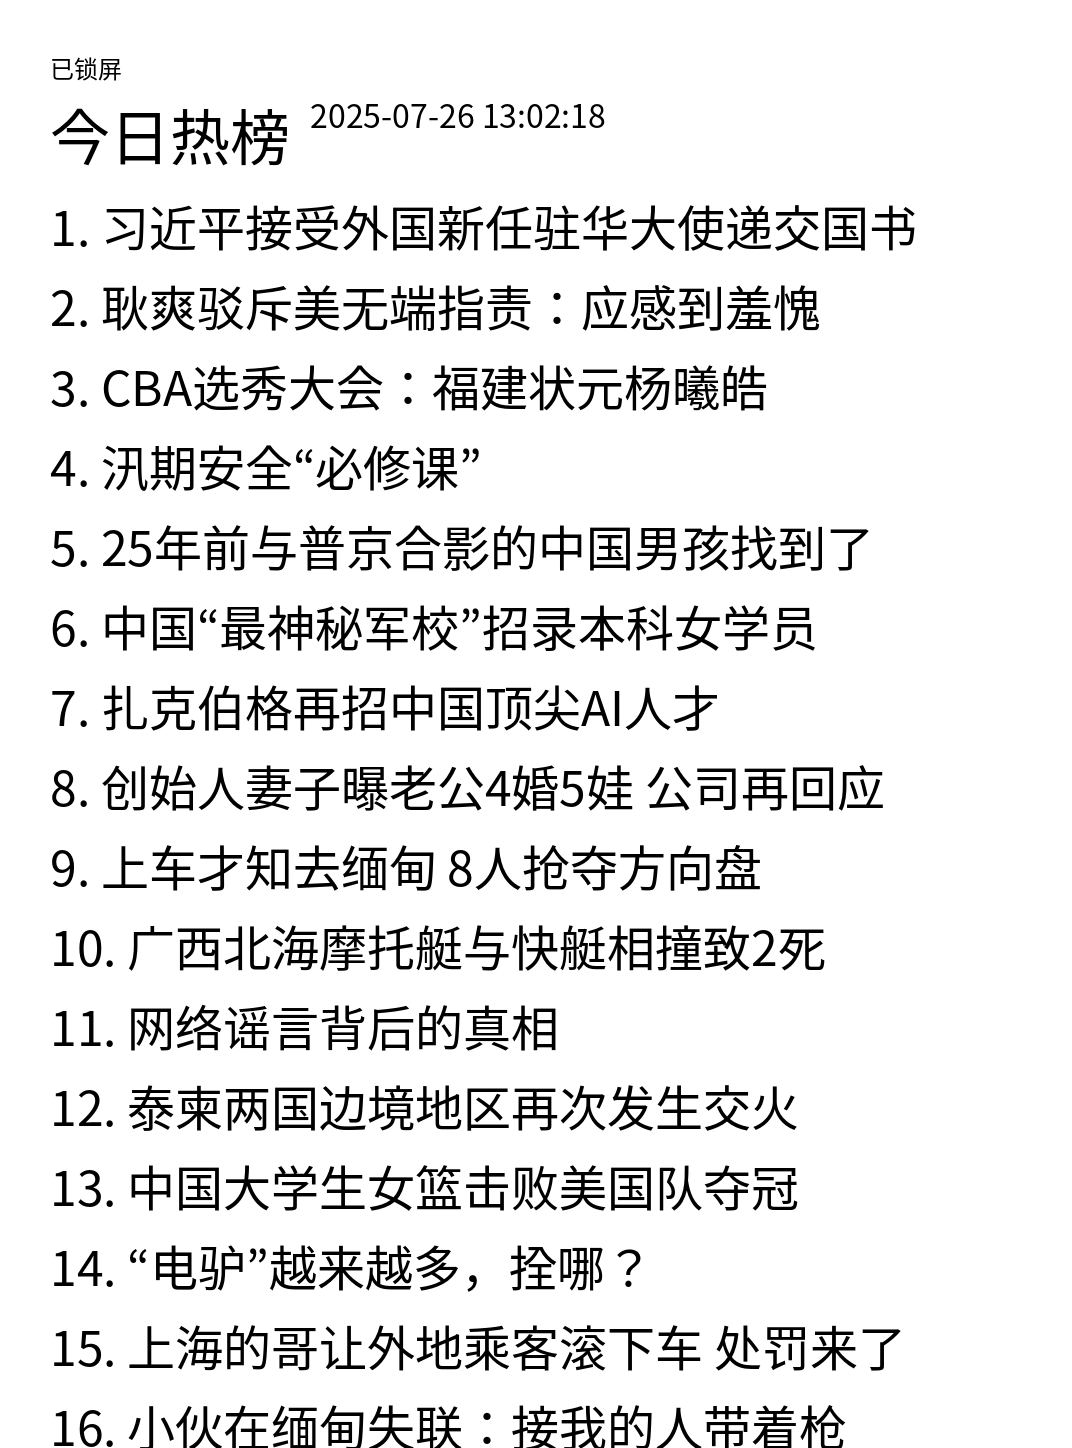 已锁屏
今日热榜 2025-07-26 13:02:18
1. 习近平接受外国新任驻华大使递交国书
2. 耿爽驳斥美无端指责：应感到羞愧
3. CBA选秀大会：福建状元杨曦皓
4. 汛期安全“必修课”
5. 25年前与普京合影的中国男孩找到了
6. 中国“最神秘军校”招录本科女学员
7. 扎克伯格再招中国顶尖AI人才
8. 创始人妻子曝老公4婚5娃 公司再回应
9. 上车才知去缅甸 8人抢夺方向盘
10. 广西北海摩托艇与快艇相撞致2死
11. 网络谣言背后的真相
12. 泰柬两国边境地区再次发生交火
13. 中国大学生女篮击败美国队夺冠
14. “电驴”越来越多，拴哪？
15. 上海的哥让外地乘客滚下车 处罚来了
16. 小伙在缅甸失联：接我的人带着枪